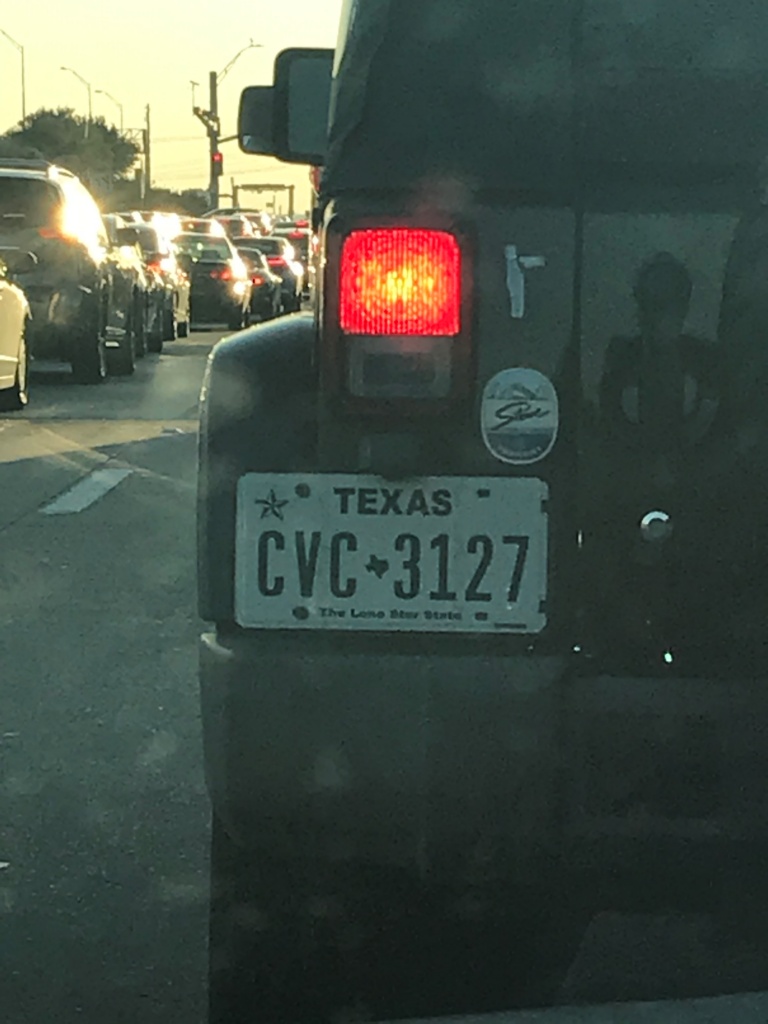 TEXAS
CVC 3127
The Lone Star State